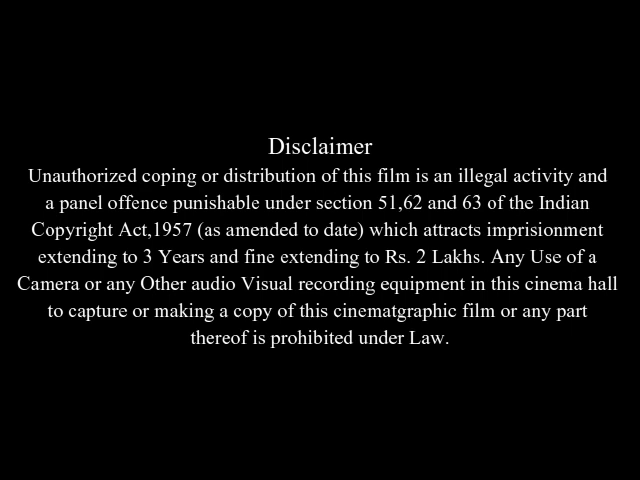 Disclaimer
Unauthorized coping or distribution of this film is an illegal activity and
a panel offence punishable under section 51,62 and 63 of the Indian
Copyright Act,1957 (as amended to date) which attracts imprisionment
extending to 3 Years and fine extending to Rs. 2 Lakhs. Any Use of a
Camera or any Other audio Visual recording equipment in this cinema hall
to capture or making a copy of this cinematgraphic film or any part
thereof is prohibited under Law.